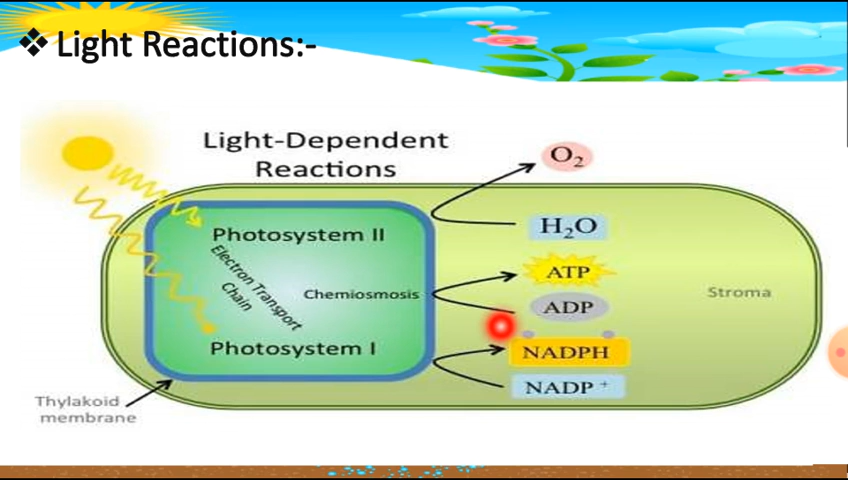 ❖ Light Reactions:-
Light-Dependent
Reactions
O₂
Photosystem II
H₂O
Electron Transport
Chain
Chemiosmosis
ATP
ADP
Stroma
Photosystem I
NADPH
NADP⁺
Thylakoid
membrane